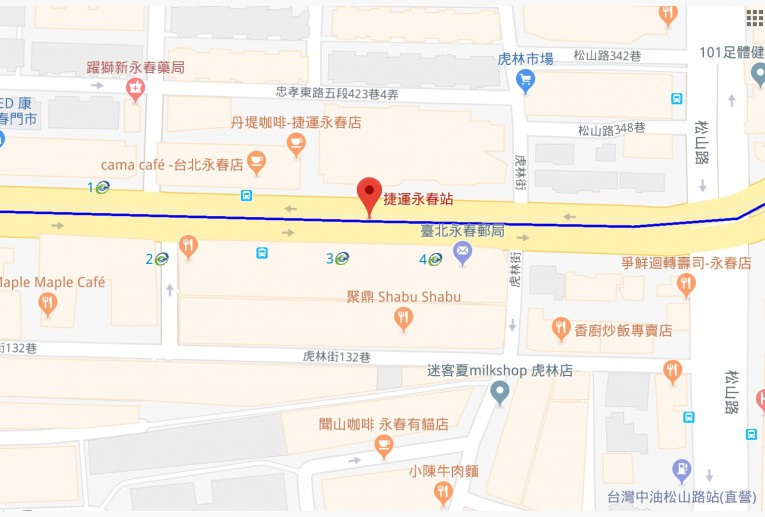 虎林市場
松山路342巷
101足體健
躍獅新永春藥局
忠孝東路五段423巷4弄
ED 康
春門市
丹堤咖啡-捷運永春店
松山路348巷
松山路
cama café -台北永春店
虎林街
1
捷運永春站
臺北永春郵局
2
3
4
虎林街
爭鮮迴轉壽司-永春店
Maple Maple Café
聚鼎 Shabu Shabu
香廚炒飯專賣店
街132巷
虎林街132巷
迷客夏milkshop 虎林店
松山路
聞山咖啡 永春有貓店
小陳牛肉麵
台灣中油松山路站(直營)